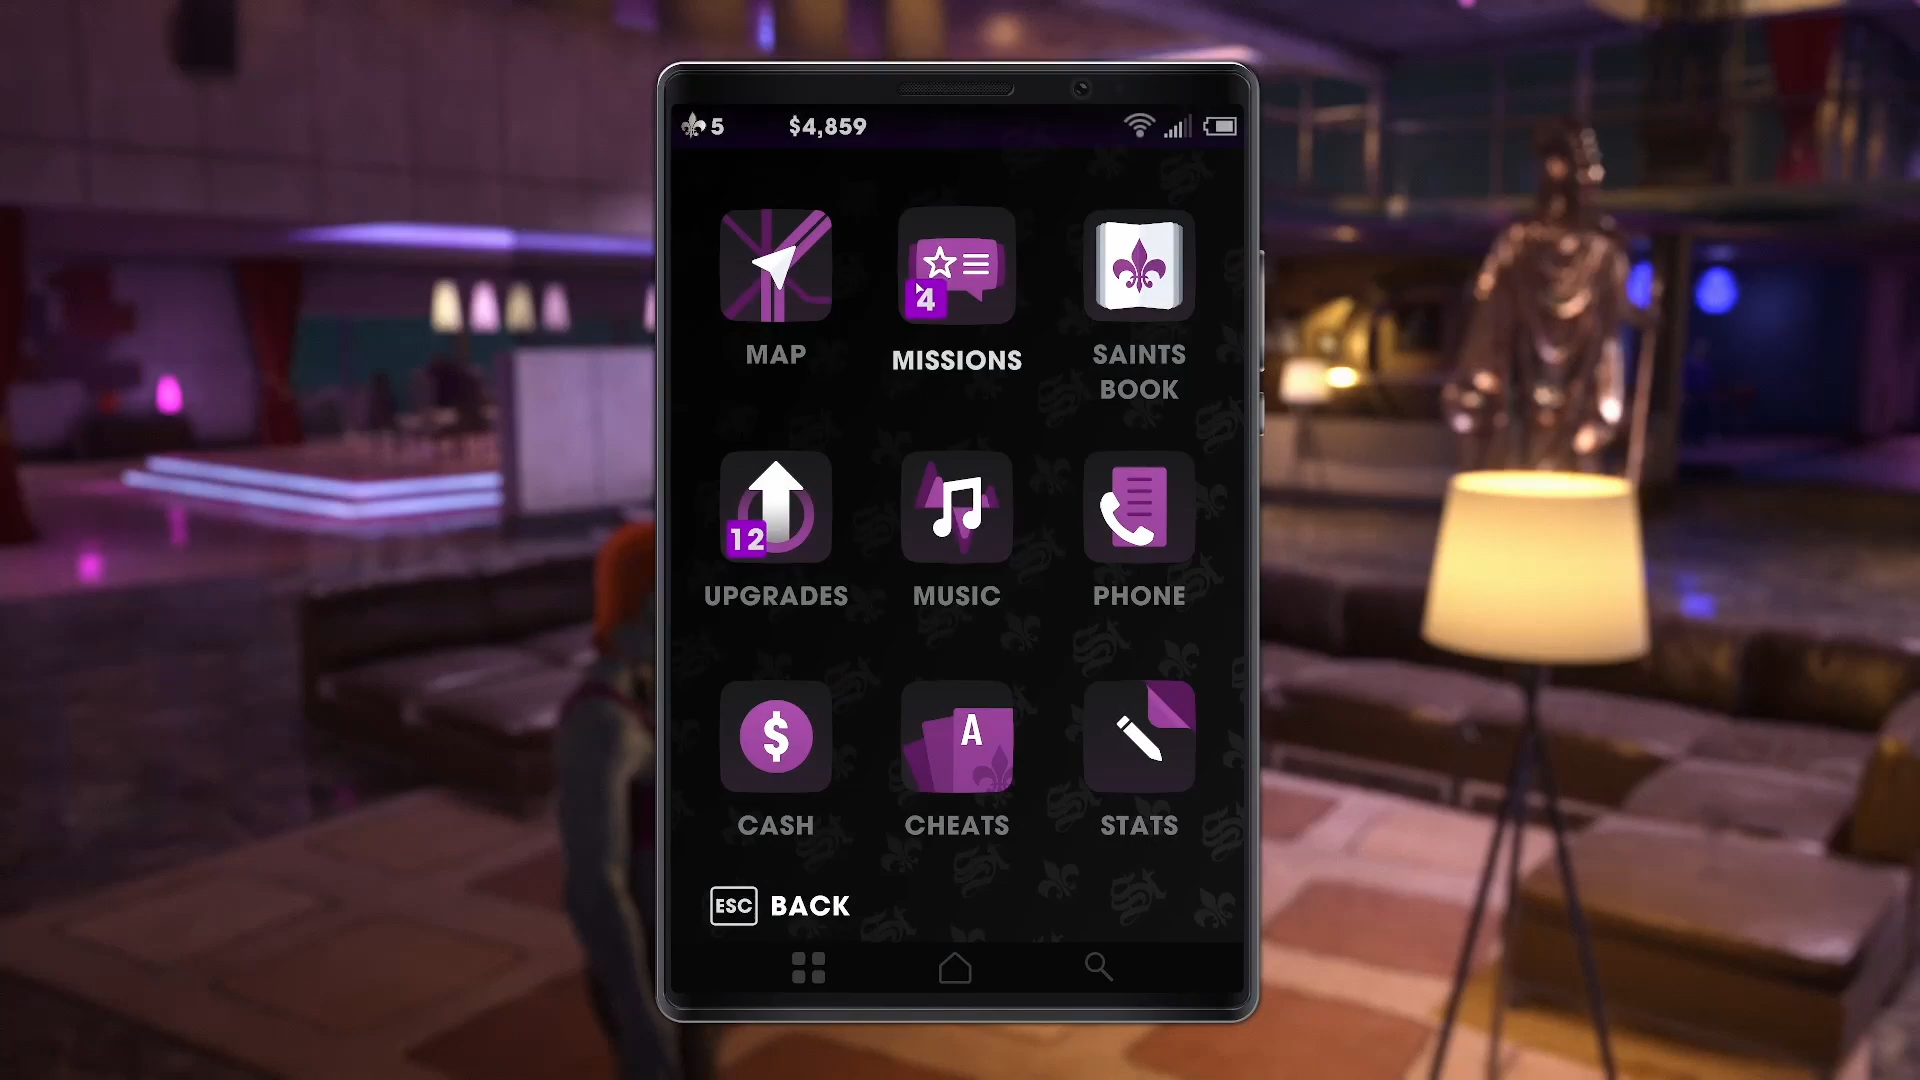 5 $4,859
4
MAP MISSIONS SAINTS
BOOK
12
UPGRADES MUSIC PHONE
$ A
CASH CHEATS STATS
ESC BACK